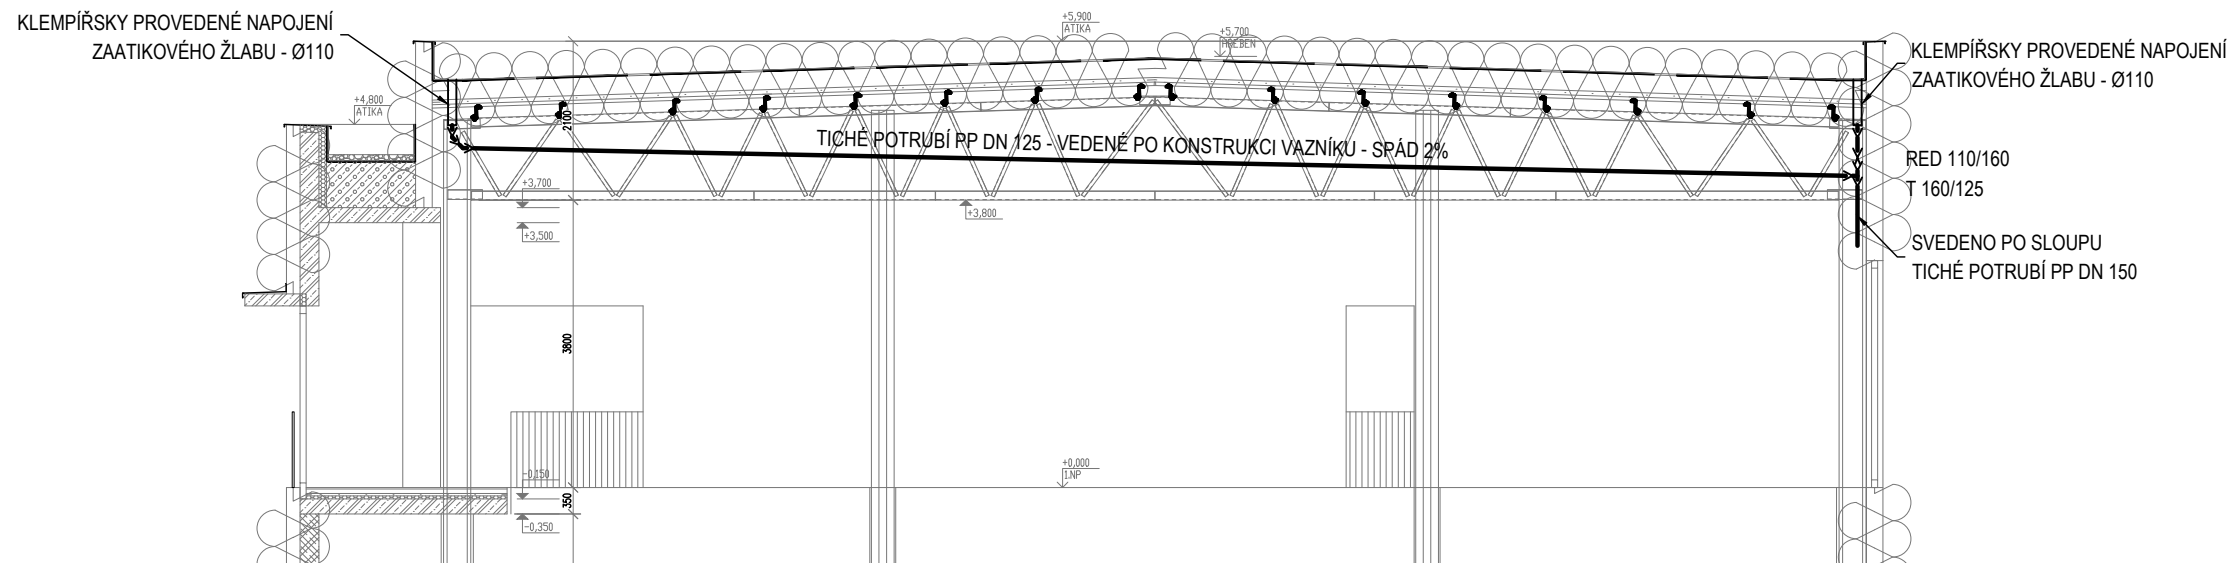 KLEMPÍŘSKY PROVEDENÉ NAPOJENÍ
ZAATIKOVÉHO ŽLABU - Ø110
+5,900
ATIKA
+5,700
HŘEBEN
KLEMPÍŘSKY PROVEDENÉ NAPOJENÍ
ZAATIKOVÉHO ŽLABU - Ø110
+4,800
ATIKA
2100
TICHÉ POTRUBÍ PP DN 125 - VEDENÉ PO KONSTRUKCI VAZNÍKU - SPÁD 2%
RED 110/160
T 160/125
+3,700
+3,800
+3,500
SVEDENO PO SLOUPU
TICHÉ POTRUBÍ PP DN 150
3800
+0,000
1.NP
-0,150
350
-0,350